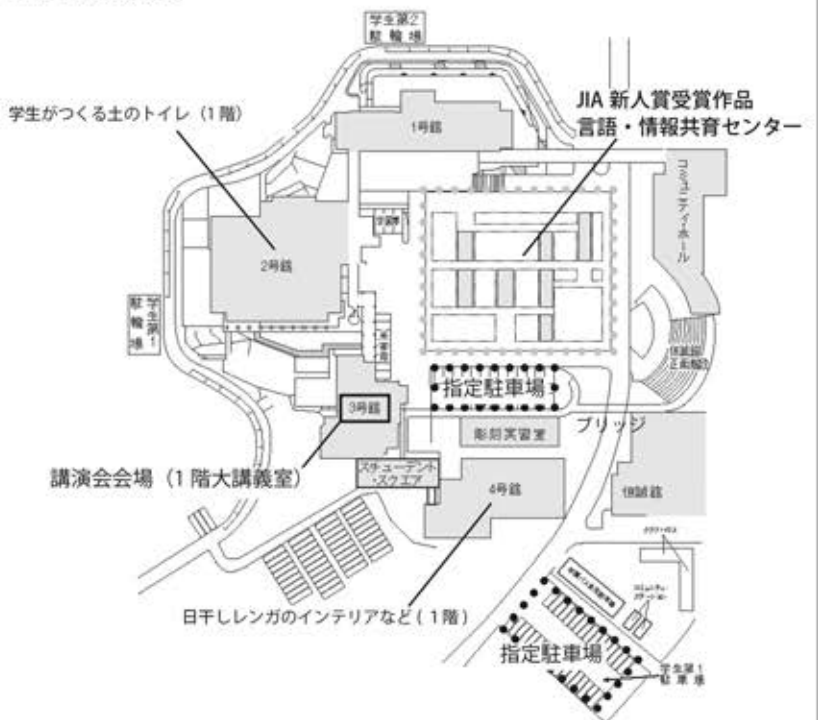 学生第2
駐輪場
JIA 新人賞受賞作品
言語・情報共育センター
学生がつくる土のトイレ（1階）
1号館
コミュニティ・ホール
2号館
学生第1
駐輪場
指定駐車場
3号館
ブリッジ
彫刻実習室
講演会会場（1階大講義室）
スチューデント
・スクエア
4号館
恒誠館
日干しレンガのインテリアなど( 1階 )
指定駐車場
学生第1
駐車場